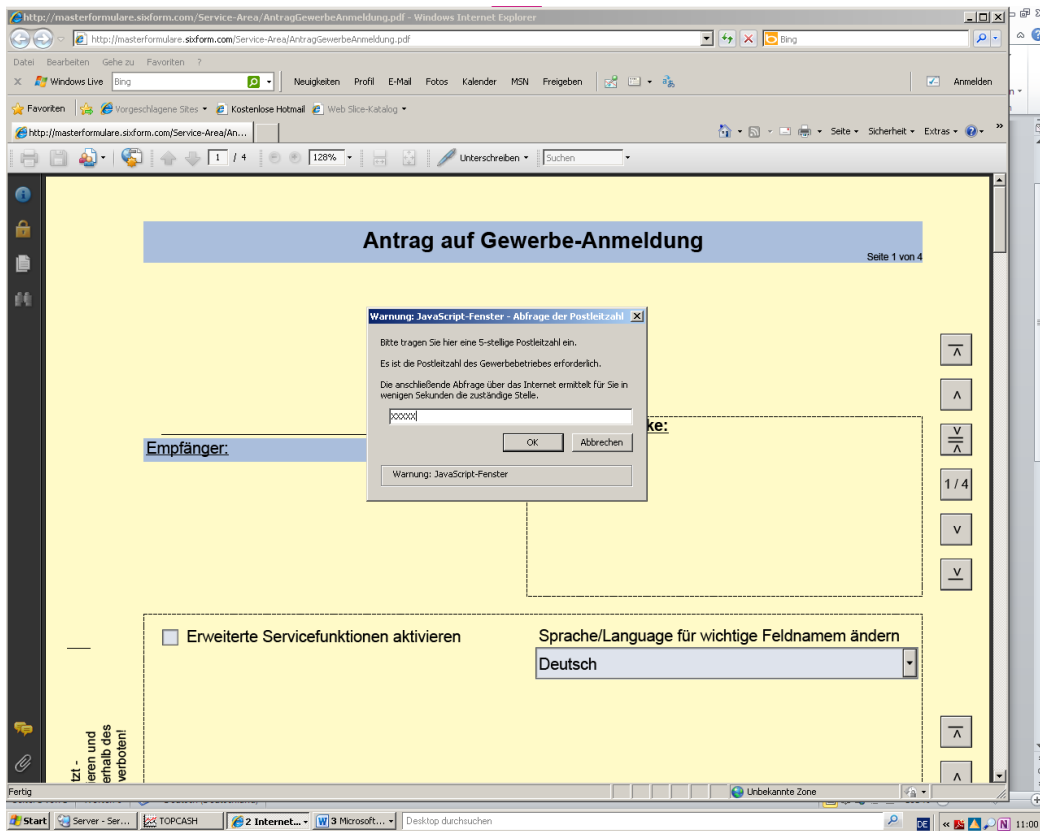 http://masterformulare.sixform.com/Service-Area/AntragGewerbeAnmeldung.pdf - Windows Internet Explorer
http://masterformulare.sixform.com/Service-Area/AntragGewerbeAnmeldung.pdf
Bing
Datei Bearbeiten Gehe zu Favoriten ?
Windows Live Bing Neuigkeiten Profil E-Mail Fotos Kalender MSN Freigeben Anmelden
Favoriten Vorgeschlagene Sites Kostenlose Hotmail Web Slice-Katalog
http://masterformulare.sixform.com/Service-Area/An... Seite Sicherheit Extras
1 / 4 128% Unterschreiben Suchen
Antrag auf Gewerbe-Anmeldung
Seite 1 von 4
Warnung: JavaScript-Fenster - Abfrage der Postleitzahl
Bitte tragen Sie hier eine 5-stellige Postleitzahl ein.
Es ist die Postleitzahl des Gewerbebetriebes erforderlich.
Die anschließende Abfrage über das Internet ermittelt für Sie in
wenigen Sekunden die zuständige Stelle.
xxxxx
OK Abbrechen
Warnung: JavaScript-Fenster
ke:
Empfänger:
1 / 4
Erweiterte Servicefunktionen aktivieren
Sprache/Language für wichtige Feldnamem ändern
Deutsch
tzt -
ieren und
erhalb des
verboten!
Fertig
Unbekannte Zone
Start Server - Ser... TOPCASH 2 Internet... 3 Microsoft... Desktop durchsuchen DE 11:00